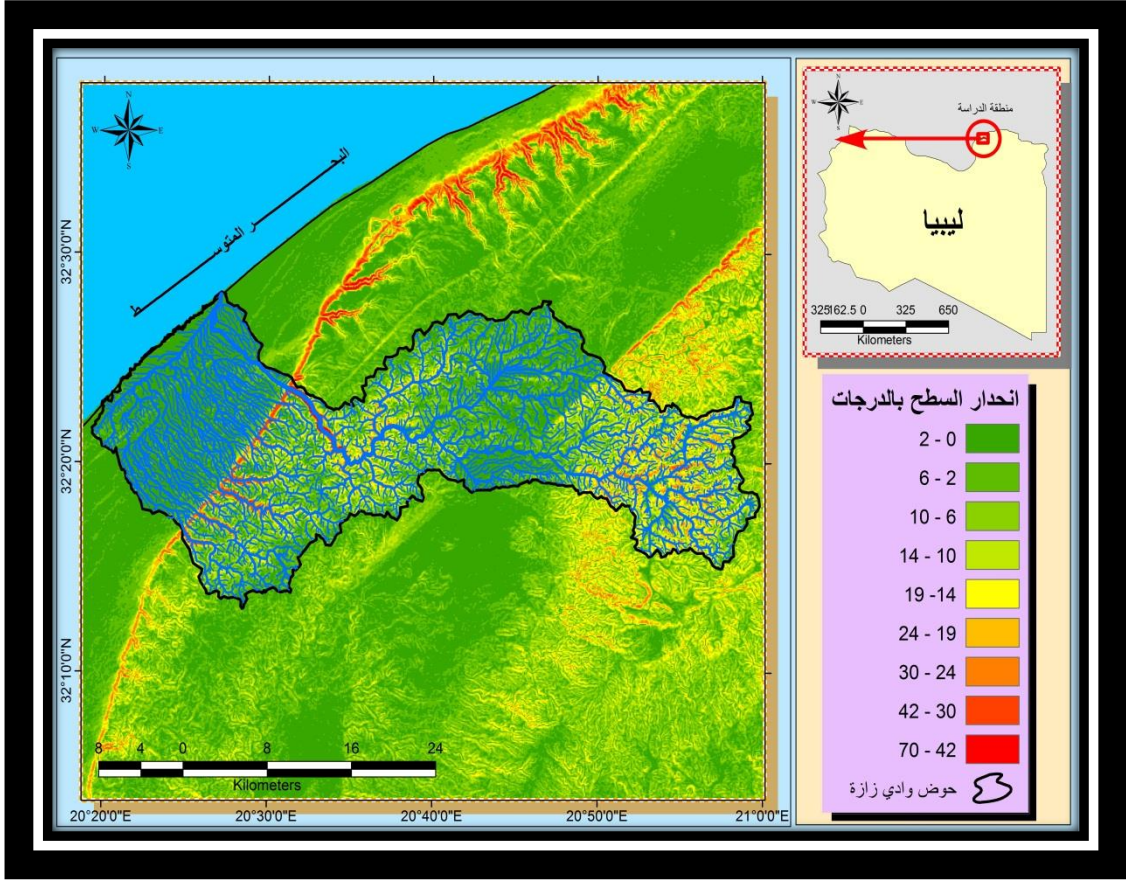 N
W E
S
البحـــر المتوســـط
32°30'0"N
32°20'0"N
32°10'0"N
8 4 0 8 16 24
Kilometers
20°20'0"E 20°30'0"E 20°40'0"E 20°50'0"E 21°0'0"E
N
W E
S
منطقة الدراسة
ليبيا
325162.5 0 325 650
Kilometers
انحدار السطح بالدرجات
2 - 0
6 - 2
10 - 6
14 - 10
19 -14
24 - 19
30 - 24
42 - 30
70 - 42
حوض وادي زازة